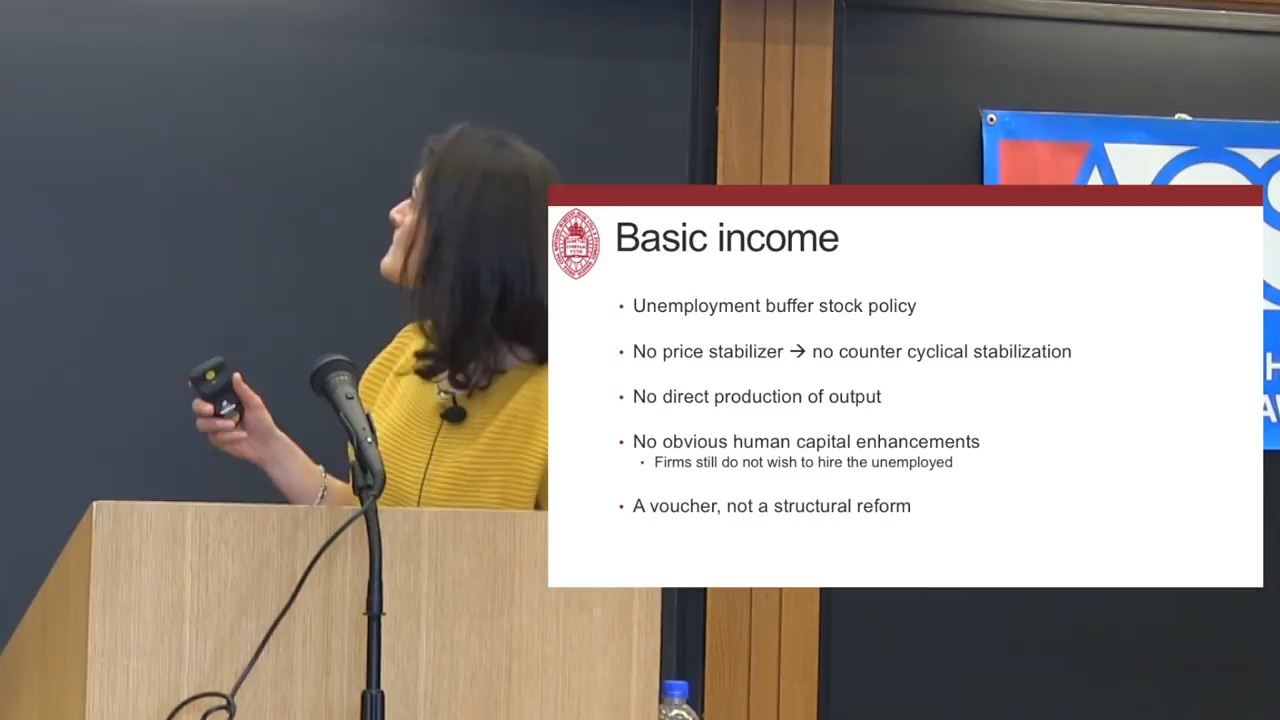 Basic income
• Unemployment buffer stock policy
• No price stabilizer → no counter cyclical stabilization
• No direct production of output
• No obvious human capital enhancements
• Firms still do not wish to hire the unemployed
• A voucher, not a structural reform